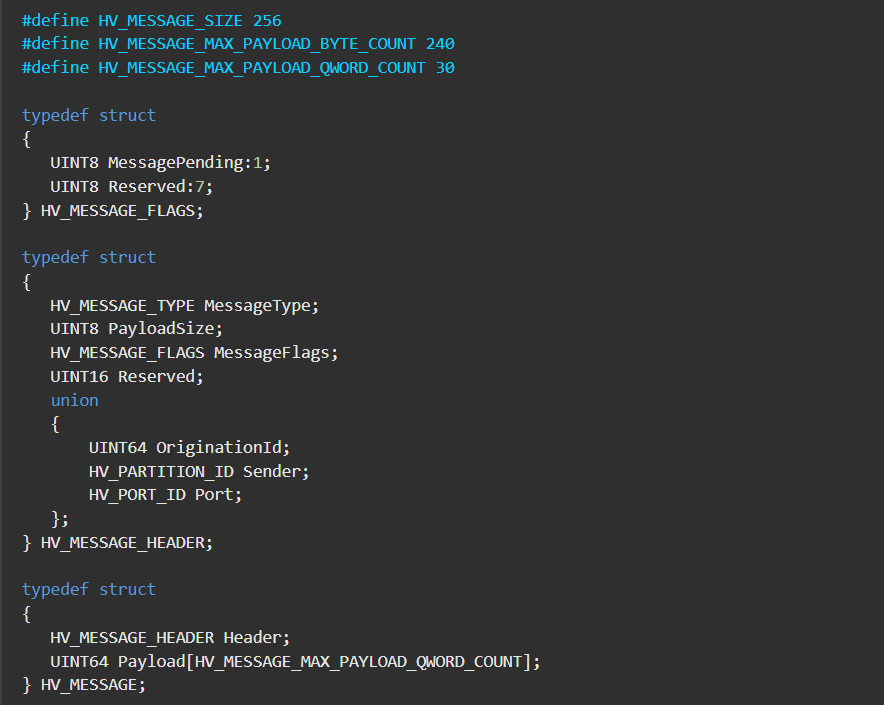 #define HV_MESSAGE_SIZE 256
#define HV_MESSAGE_MAX_PAYLOAD_BYTE_COUNT 240
#define HV_MESSAGE_MAX_PAYLOAD_QWORD_COUNT 30

typedef struct
{
   UINT8 MessagePending:1;
   UINT8 Reserved:7;
} HV_MESSAGE_FLAGS;

typedef struct
{
   HV_MESSAGE_TYPE MessageType;
   UINT8 PayloadSize;
   HV_MESSAGE_FLAGS MessageFlags;
   UINT16 Reserved;
   union
   {
       UINT64 OriginationId;
       HV_PARTITION_ID Sender;
       HV_PORT_ID Port;
   };
} HV_MESSAGE_HEADER;

typedef struct
{
   HV_MESSAGE_HEADER Header;
   UINT64 Payload[HV_MESSAGE_MAX_PAYLOAD_QWORD_COUNT];
} HV_MESSAGE;